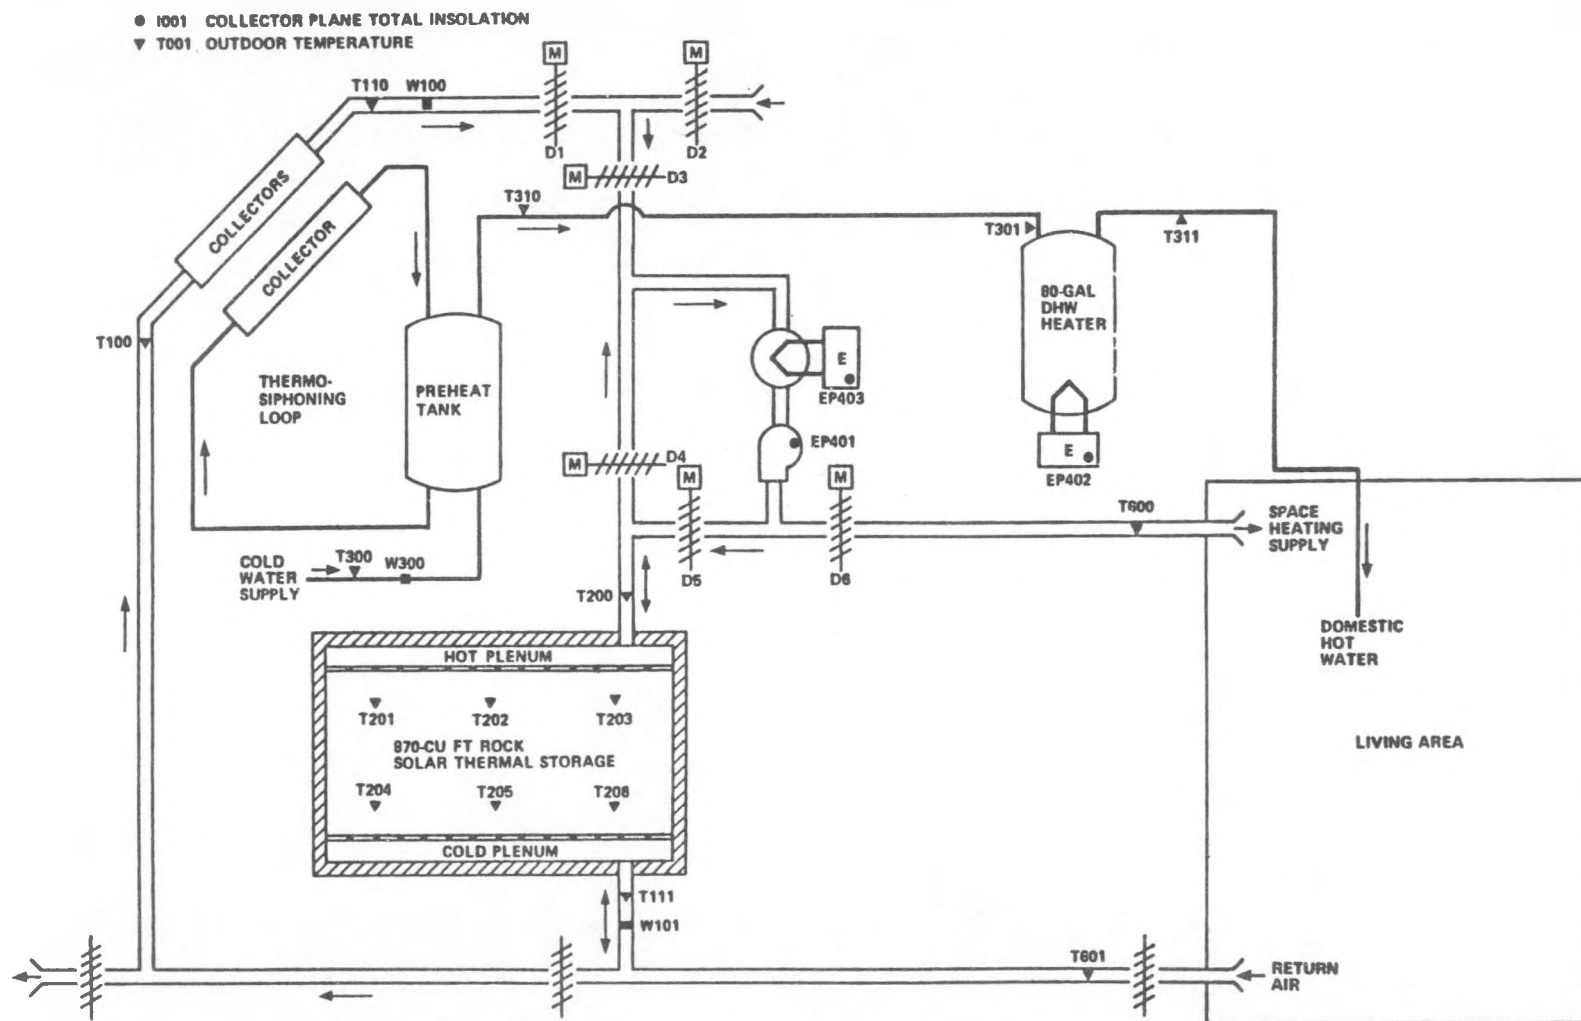 I001 COLLECTOR PLANE TOTAL INSOLATION
T001 OUTDOOR TEMPERATURE
M
M
T110
W100
D1
D2
M
D3
COLLECTORS
COLLECTOR
T310
T301
T311
T100
THERMO-
SIPHONING
LOOP
PREHEAT
TANK
80-GAL
DHW
HEATER
E
EP403
EP401
E
EP402
M
D4
M
M
D5
D6
T600
SPACE
HEATING
SUPPLY
COLD
WATER
SUPPLY
T300
W300
T200
DOMESTIC
HOT
WATER
HOT PLENUM
T201
T202
T203
870-CU FT ROCK
SOLAR THERMAL STORAGE
T204
T205
T206
COLD PLENUM
LIVING AREA
T111
W101
T601
RETURN
AIR